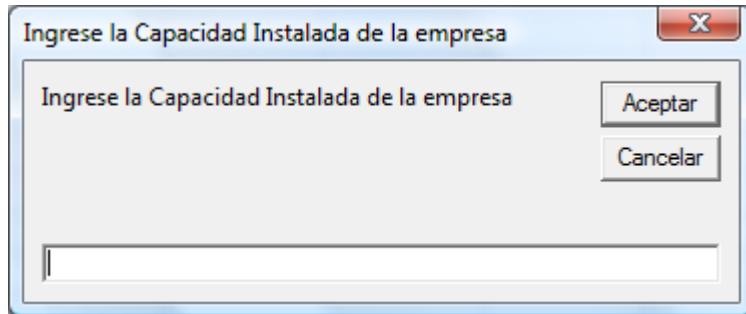 Ingrese la Capacidad Instalada de la empresa
Ingrese la Capacidad Instalada de la empresa
Aceptar
Cancelar